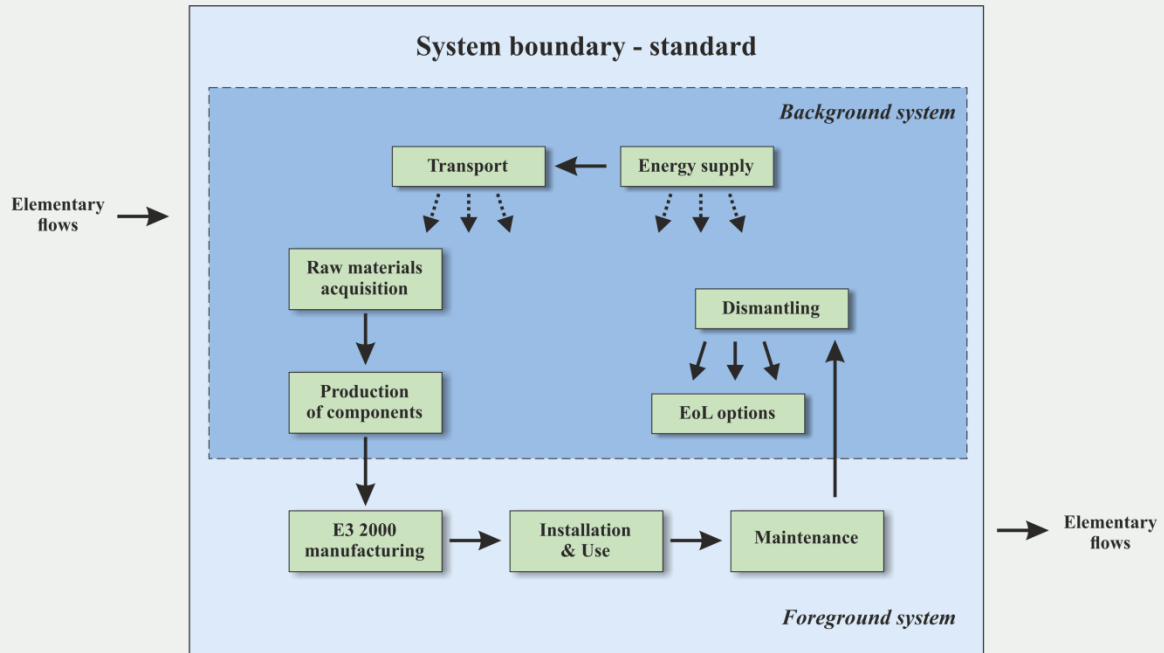 System boundary - standard
Background system
Transport
Energy supply
Elementary
flows
Raw materials
acquisition
Dismantling
Production
of components
EoL options
E3 2000
manufacturing
Installation
& Use
Maintenance
Elementary
flows
Foreground system